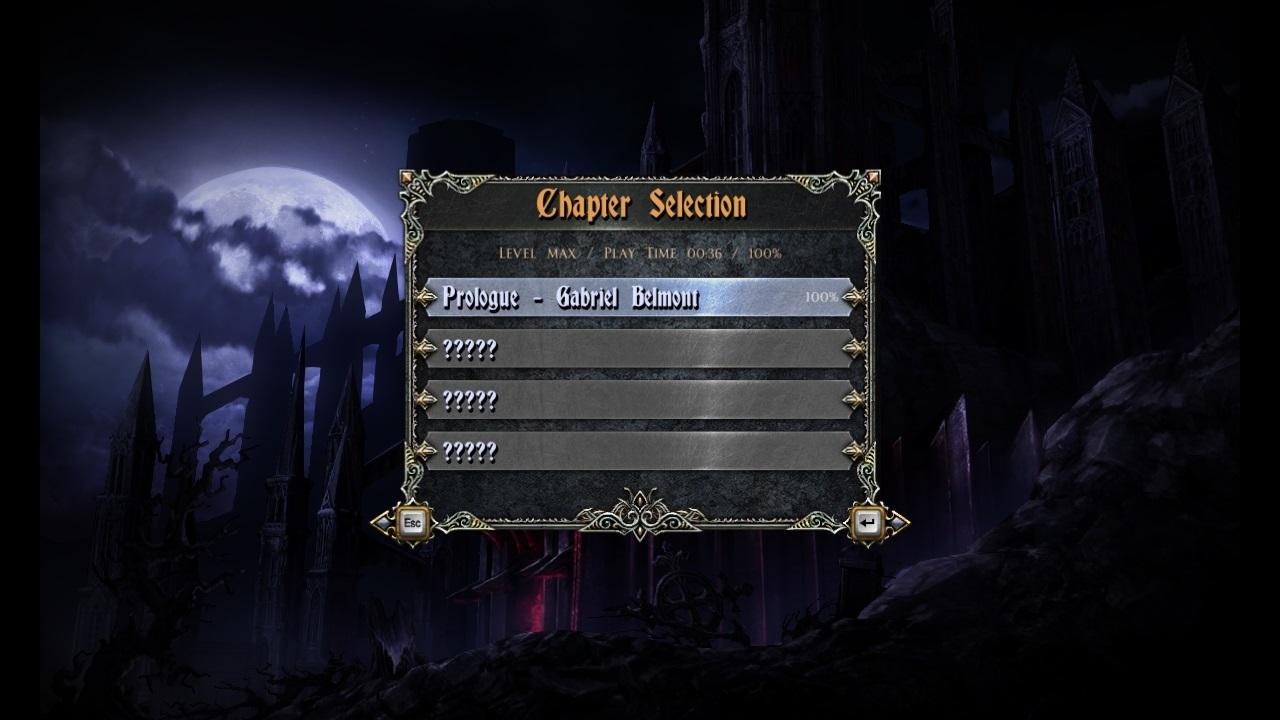 Chapter Selection
Level MAX / Play Time 00:36 / 100%
Prologue - Gabriel Belmont 100%
?????
?????
?????
Esc